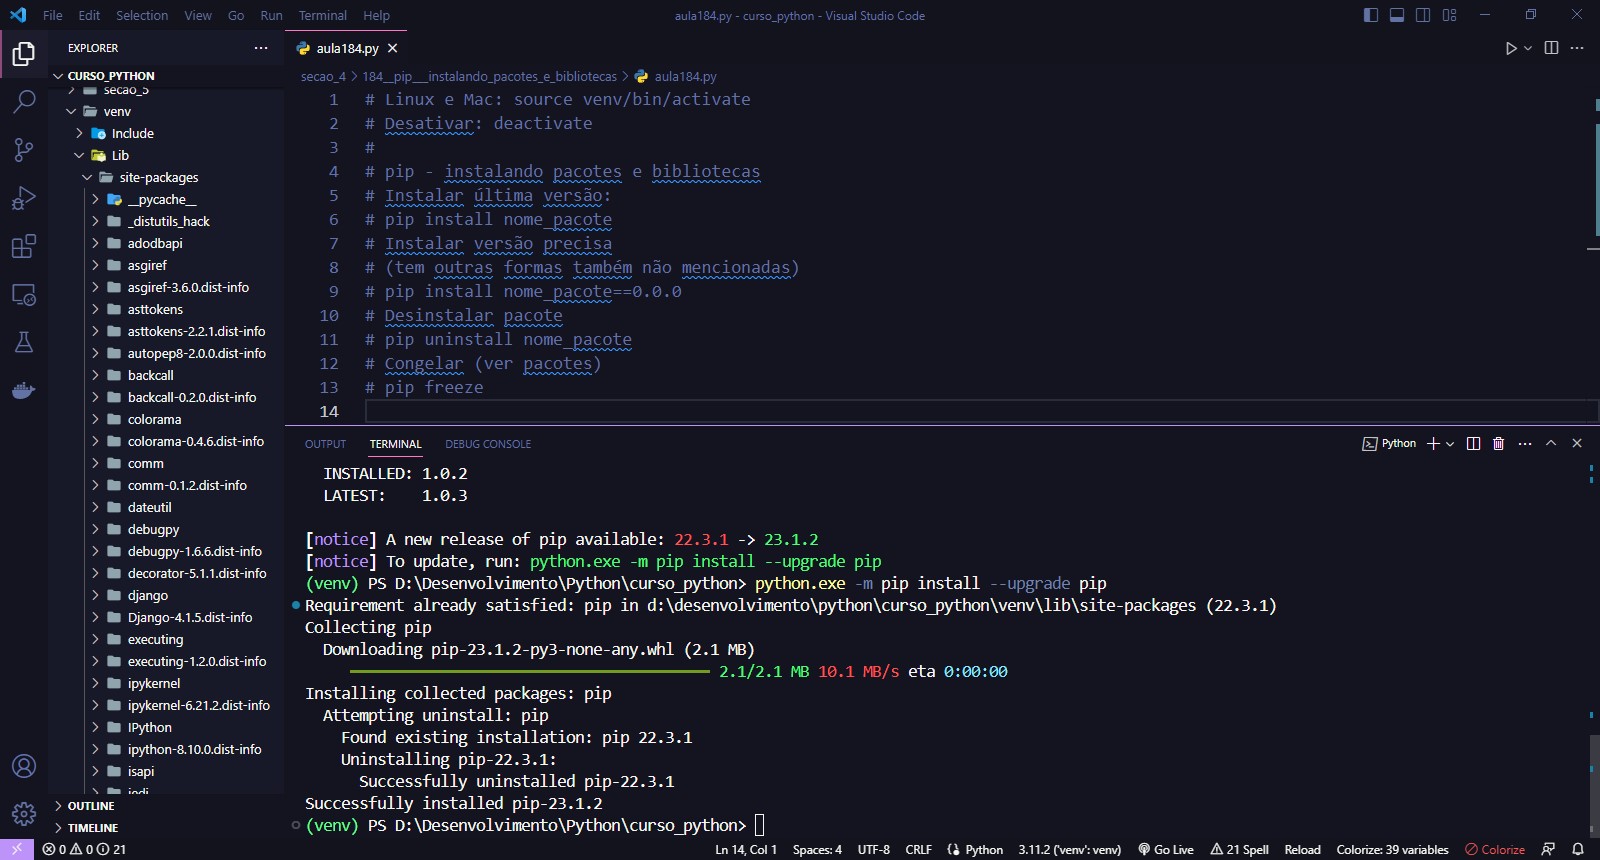 File Edit Selection View Go Run Terminal Help
aula184.py - curso_python - Visual Studio Code
EXPLORER
CURSO_PYTHON
secao_5
venv
Include
Lib
site-packages
__pycache__
_distutils_hack
adodbapi
asgiref
asgiref-3.6.0.dist-info
asttokens
asttokens-2.2.1.dist-info
autopep8-2.0.0.dist-info
backcall
backcall-0.2.0.dist-info
colorama
colorama-0.4.6.dist-info
comm
comm-0.1.2.dist-info
dateutil
debugpy
debugpy-1.6.6.dist-info
decorator-5.1.1.dist-info
django
Django-4.1.5.dist-info
executing
executing-1.2.0.dist-info
ipykernel
ipykernel-6.21.2.dist-info
IPython
ipython-8.10.0.dist-info
isapi
jedi
OUTLINE
TIMELINE
aula184.py
secao_4 > 184__pip___instalando_pacotes_e_bibliotecas > aula184.py
1 # Linux e Mac: source venv/bin/activate
2 # Desativar: deactivate
3 #
4 # pip - instalando pacotes e bibliotecas
5 # Instalar última versão:
6 # pip install nome_pacote
7 # Instalar versão precisa
8 # (tem outras formas também não mencionadas)
9 # pip install nome_pacote==0.0.0
10 # Desinstalar pacote
11 # pip uninstall nome_pacote
12 # Congelar (ver pacotes)
13 # pip freeze
14
OUTPUT TERMINAL DEBUG CONSOLE
Python
INSTALLED: 1.0.2
LATEST: 1.0.3
[notice] A new release of pip available: 22.3.1 -> 23.1.2
[notice] To update, run: python.exe -m pip install --upgrade pip
(venv) PS D:\Desenvolvimento\Python\curso_python> python.exe -m pip install --upgrade pip
Requirement already satisfied: pip in d:\desenvolvimento\python\curso_python\venv\lib\site-packages (22.3.1)
Collecting pip
Downloading pip-23.1.2-py3-none-any.whl (2.1 MB)
2.1/2.1 MB 10.1 MB/s eta 0:00:00
Installing collected packages: pip
Attempting uninstall: pip
Found existing installation: pip 22.3.1
Uninstalling pip-22.3.1:
Successfully uninstalled pip-22.3.1
Successfully installed pip-23.1.2
(venv) PS D:\Desenvolvimento\Python\curso_python>
0 0 21
Ln 14, Col 1 Spaces: 4 UTF-8 CRLF Python 3.11.2 ('venv': venv) Go Live 21 Spell Reload Colorize: 39 variables Colorize